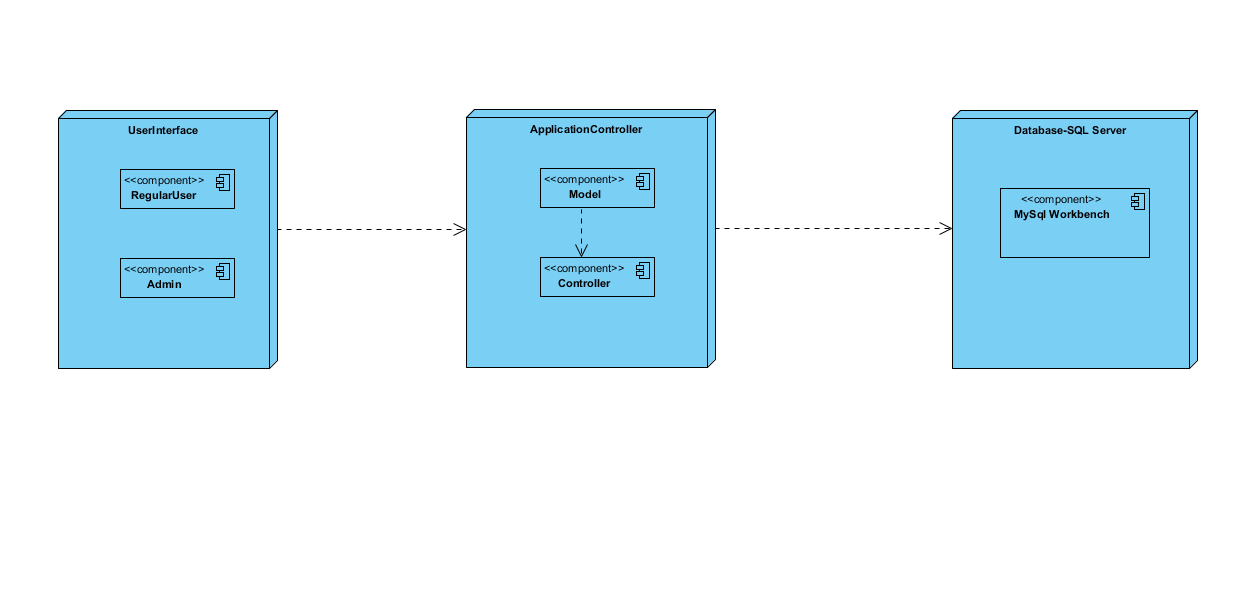 UserInterface
<<component>>
RegularUser
<<component>>
Admin
ApplicationController
<<component>>
Model
<<component>>
Controller
Database-SQL Server
<<component>>
MySql Workbench